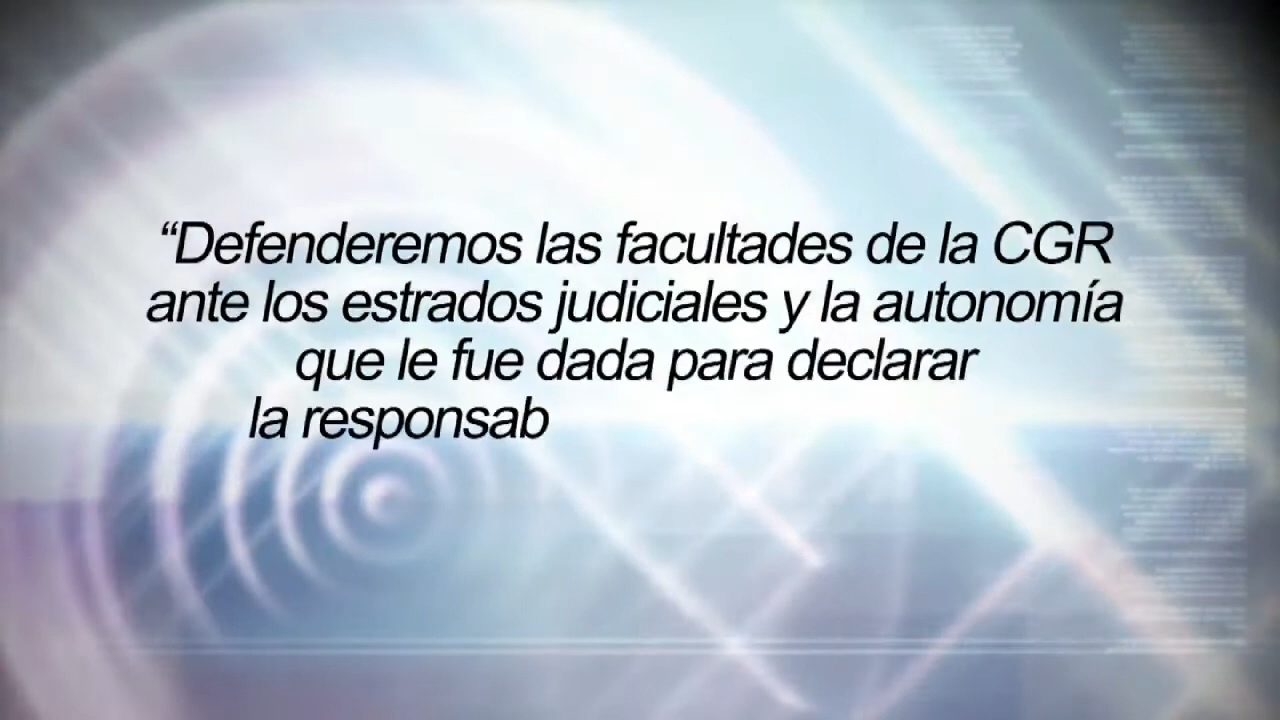 “Defenderemos las facultades de la CGR
ante los estrados judiciales y la autonomía
que le fue dada para declarar
la responsab